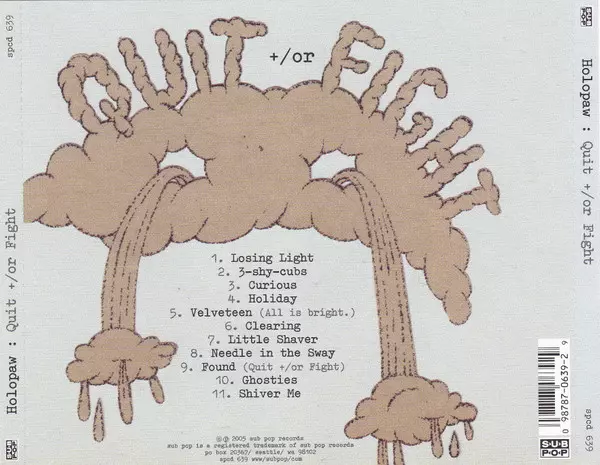 spcd 639
Holopaw : Quit +/or Fight
SUB
POP
QUIT +/or FIGHT
1. Losing Light
2. 3-shy-cubs
3. Curious
4. Holiday
5. Velveteen (All is bright.)
6. Clearing
7. Little Shaver
8. Needle in the Sway
9. Found (Quit +/or Fight)
10. Ghosties
11. Shiver Me
©℗ 2005 sub pop records
sub pop is a registered trademark of sub pop records
po box 20367/ seattle/ wa 98102
spcd 639 www/subpop/com
SUB
POP
Holopaw : Quit +/or Fight
0 98787-0639-2 9
SUB
POP
spcd 639